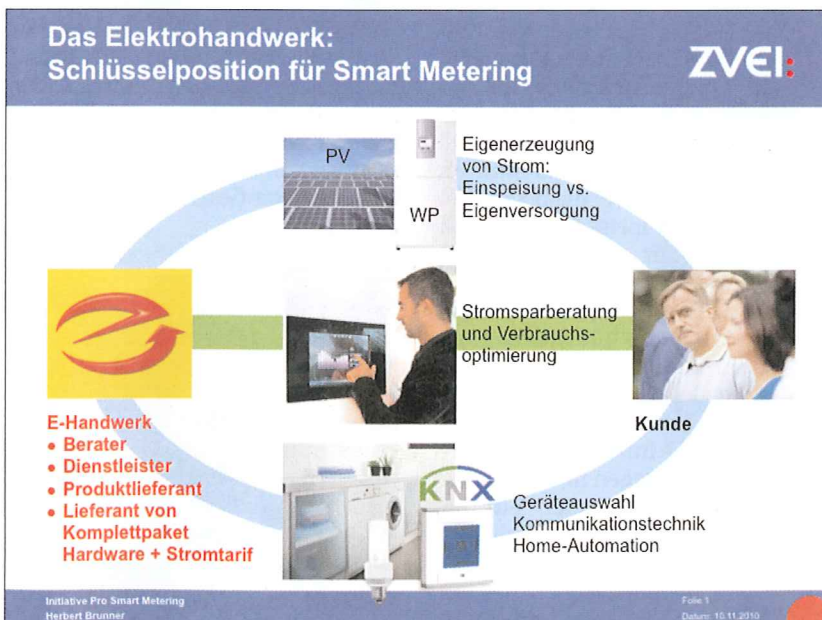 Das Elektrohandwerk:
Schlüsselposition für Smart Metering
ZVEI:
PV
WP
Eigenerzeugung
von Strom:
Einspeisung vs.
Eigenversorgung
Stromsparberatung
und Verbrauchs-
optimierung
E-Handwerk
• Berater
• Dienstleister
• Produktlieferant
• Lieferant von
Komplettpaket
Hardware + Stromtarif
Kunde
KNX
Geräteauswahl
Kommunikationstechnik
Home-Automation
Initiative Pro Smart Metering
Herbert Brunner
Folie 1
Datum: 10.11.2010